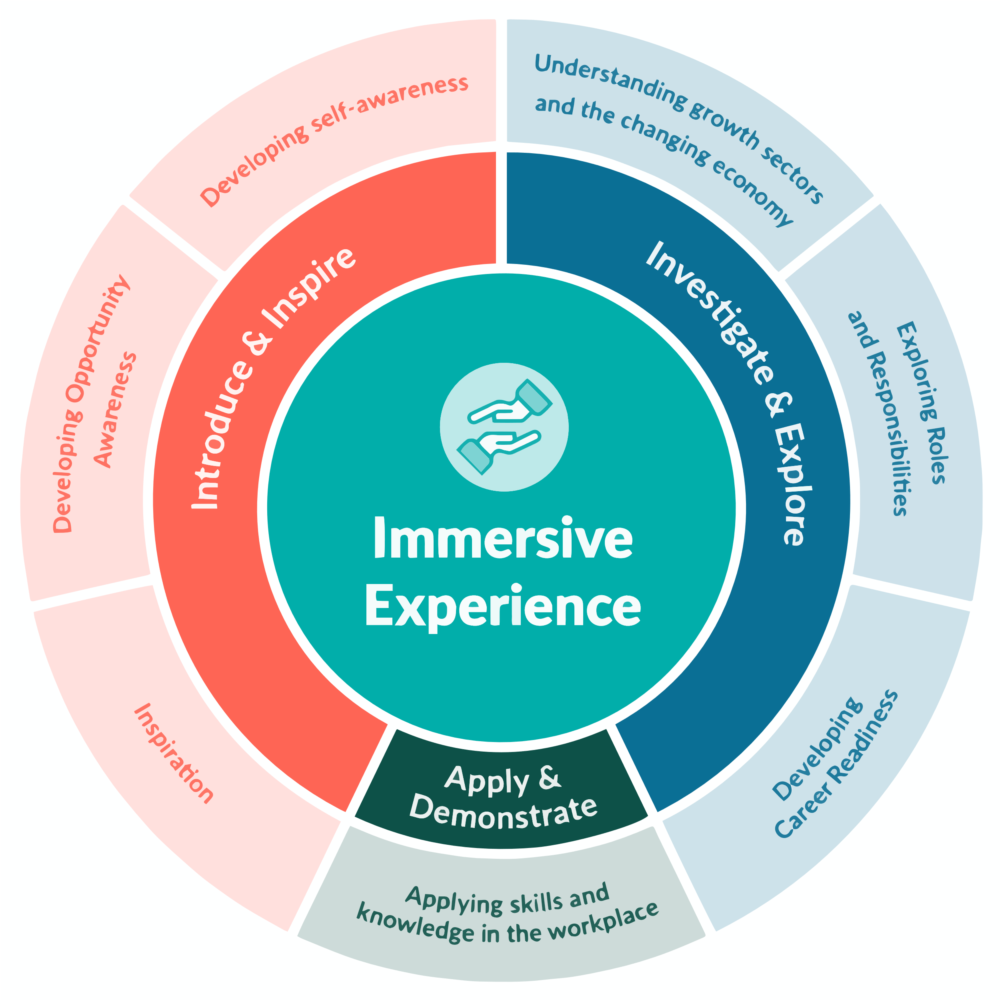 Developing self-awareness
Understanding growth sectors
and the changing economy
Developing Opportunity
Awareness
Exploring Roles
and Responsibilities
Introduce & Inspire
Investigate & Explore
Immersive
Experience
Inspiration
Developing
Career Readiness
Apply &
Demonstrate
Applying skills and
knowledge in the workplace